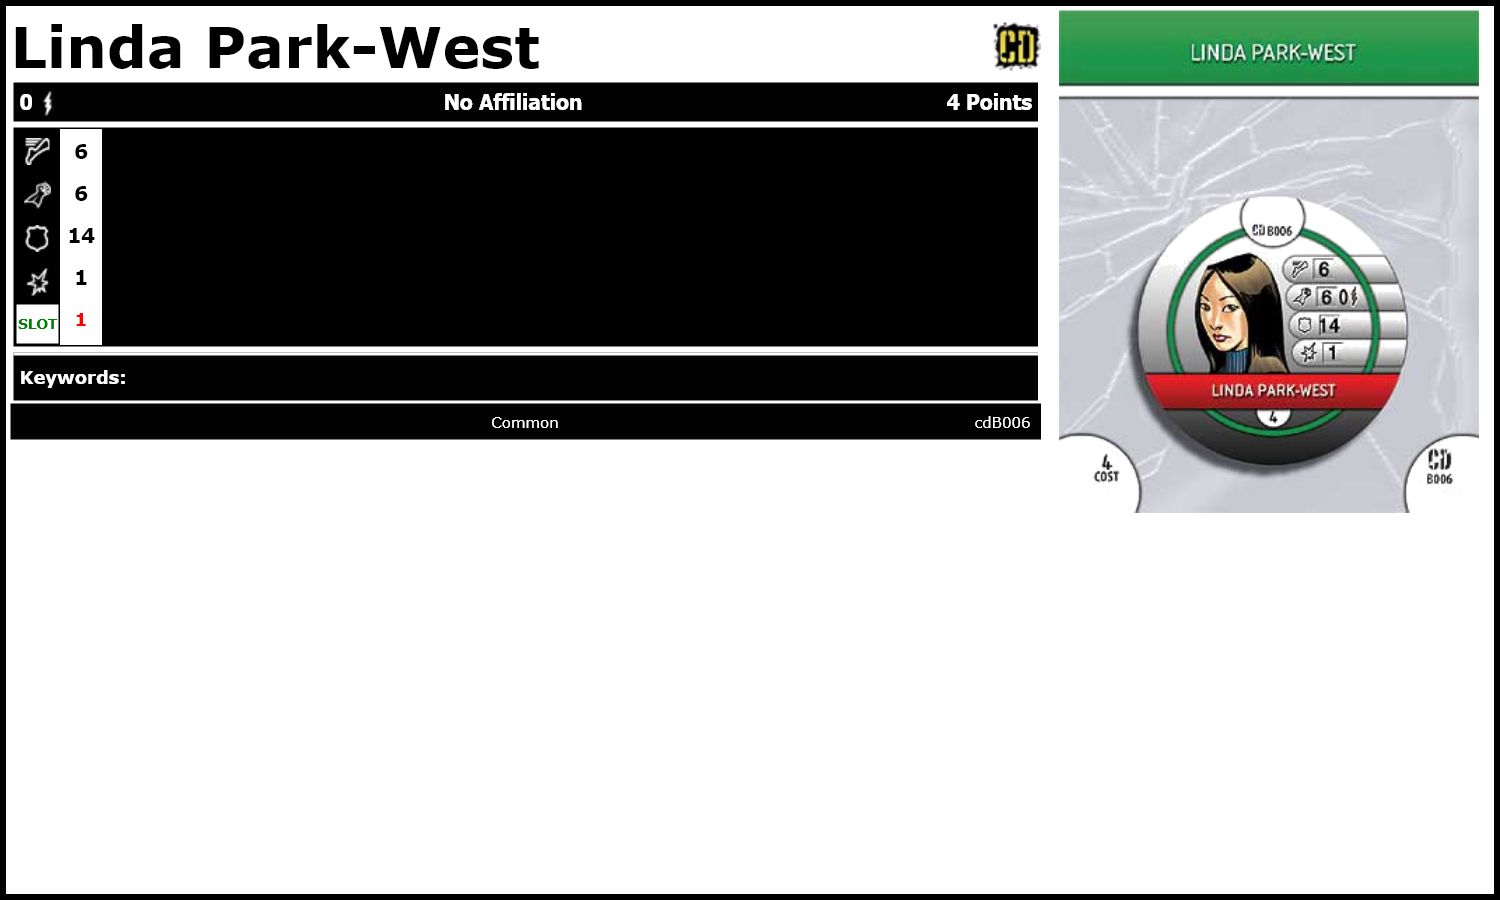 Linda Park-West
CD
0
No Affiliation
4 Points
6
6
14
1
SLOT
1
Keywords:
Common
cdB006
LINDA PARK-WEST
CD B006
6
6 0
14
1
LINDA PARK-WEST
4
4
COST
CD
B006